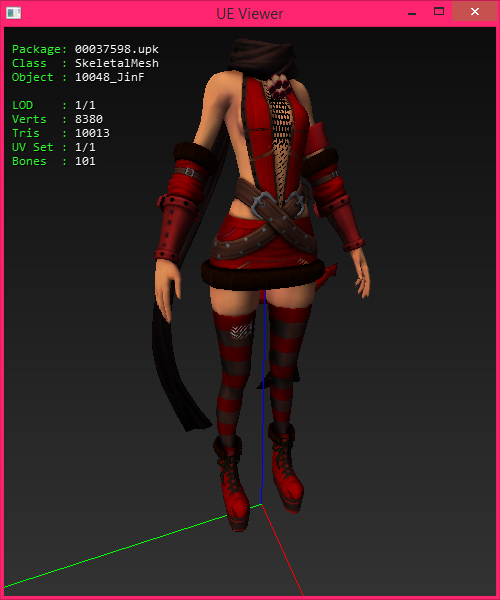 UE Viewer
Package: 00037598.upk
Class  : SkeletalMesh
Object : 10048_JinF
LOD    : 1/1
Verts  : 8380
Tris   : 10013
UV Set : 1/1
Bones  : 101